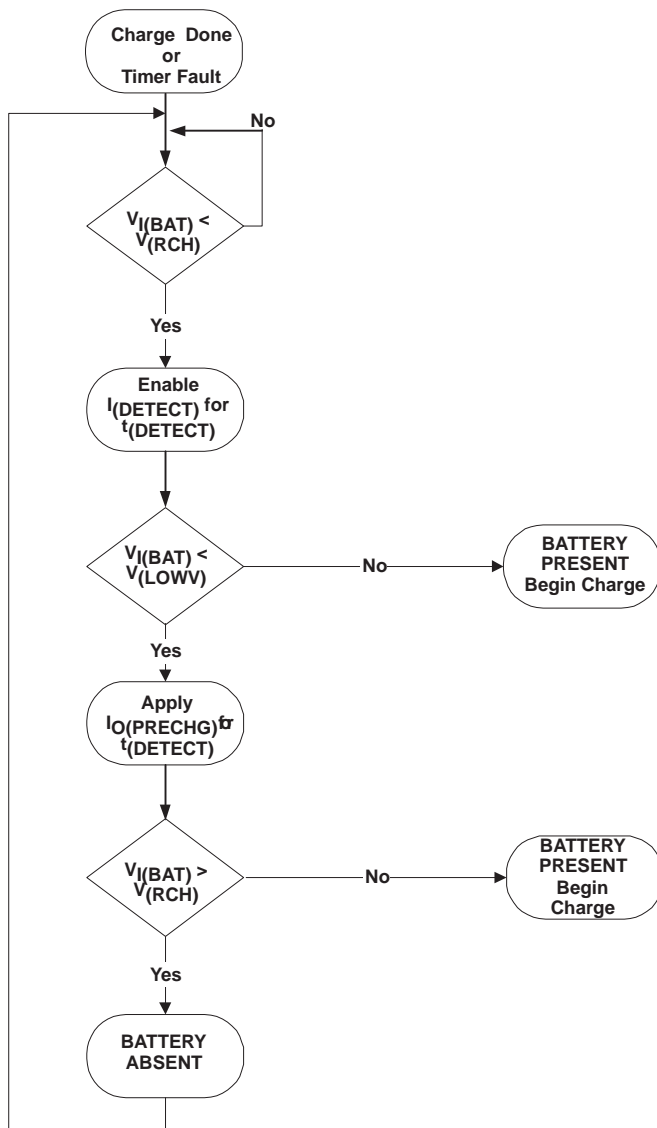 Charge Done
or
Timer Fault
No
VI(BAT) <
V(RCH)
Yes
Enable
I(DETECT) for
t(DETECT)
VI(BAT) <
V(LOWV)
No
BATTERY
PRESENT
Begin Charge
Yes
Apply
IO(PRECHG) for
t(DETECT)
VI(BAT) >
V(RCH)
No
BATTERY
PRESENT
Begin
Charge
Yes
BATTERY
ABSENT